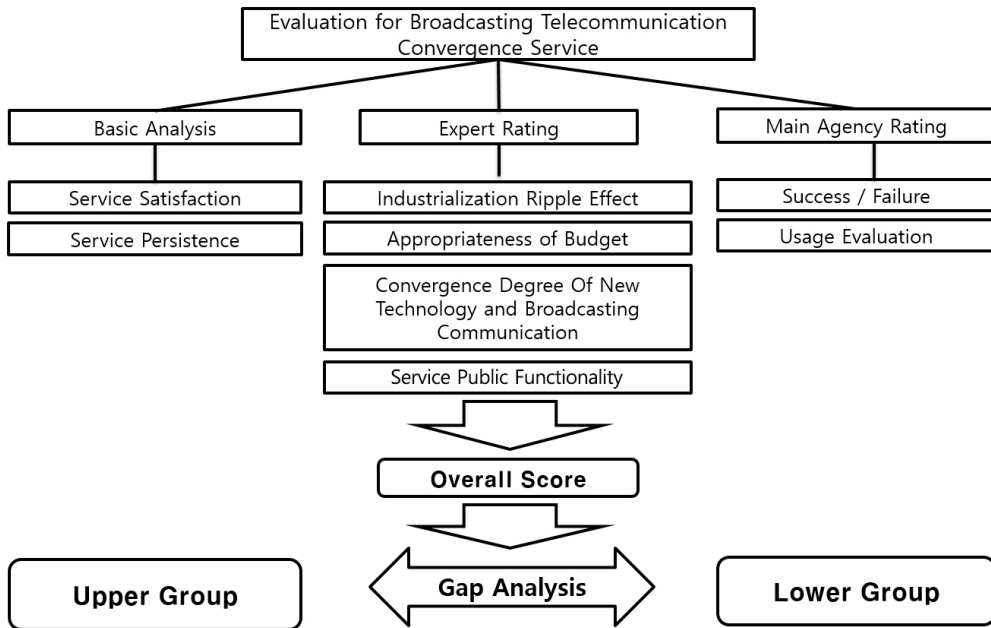 Evaluation for Broadcasting Telecommunication
Convergence Service
Basic Analysis
Expert Rating
Main Agency Rating
Service Satisfaction
Industrialization Ripple Effect
Success / Failure
Service Persistence
Appropriateness of Budget
Usage Evaluation
Convergence Degree Of New
Technology and Broadcasting
Communication
Service Public Functionality
Overall Score
Upper Group
Gap Analysis
Lower Group